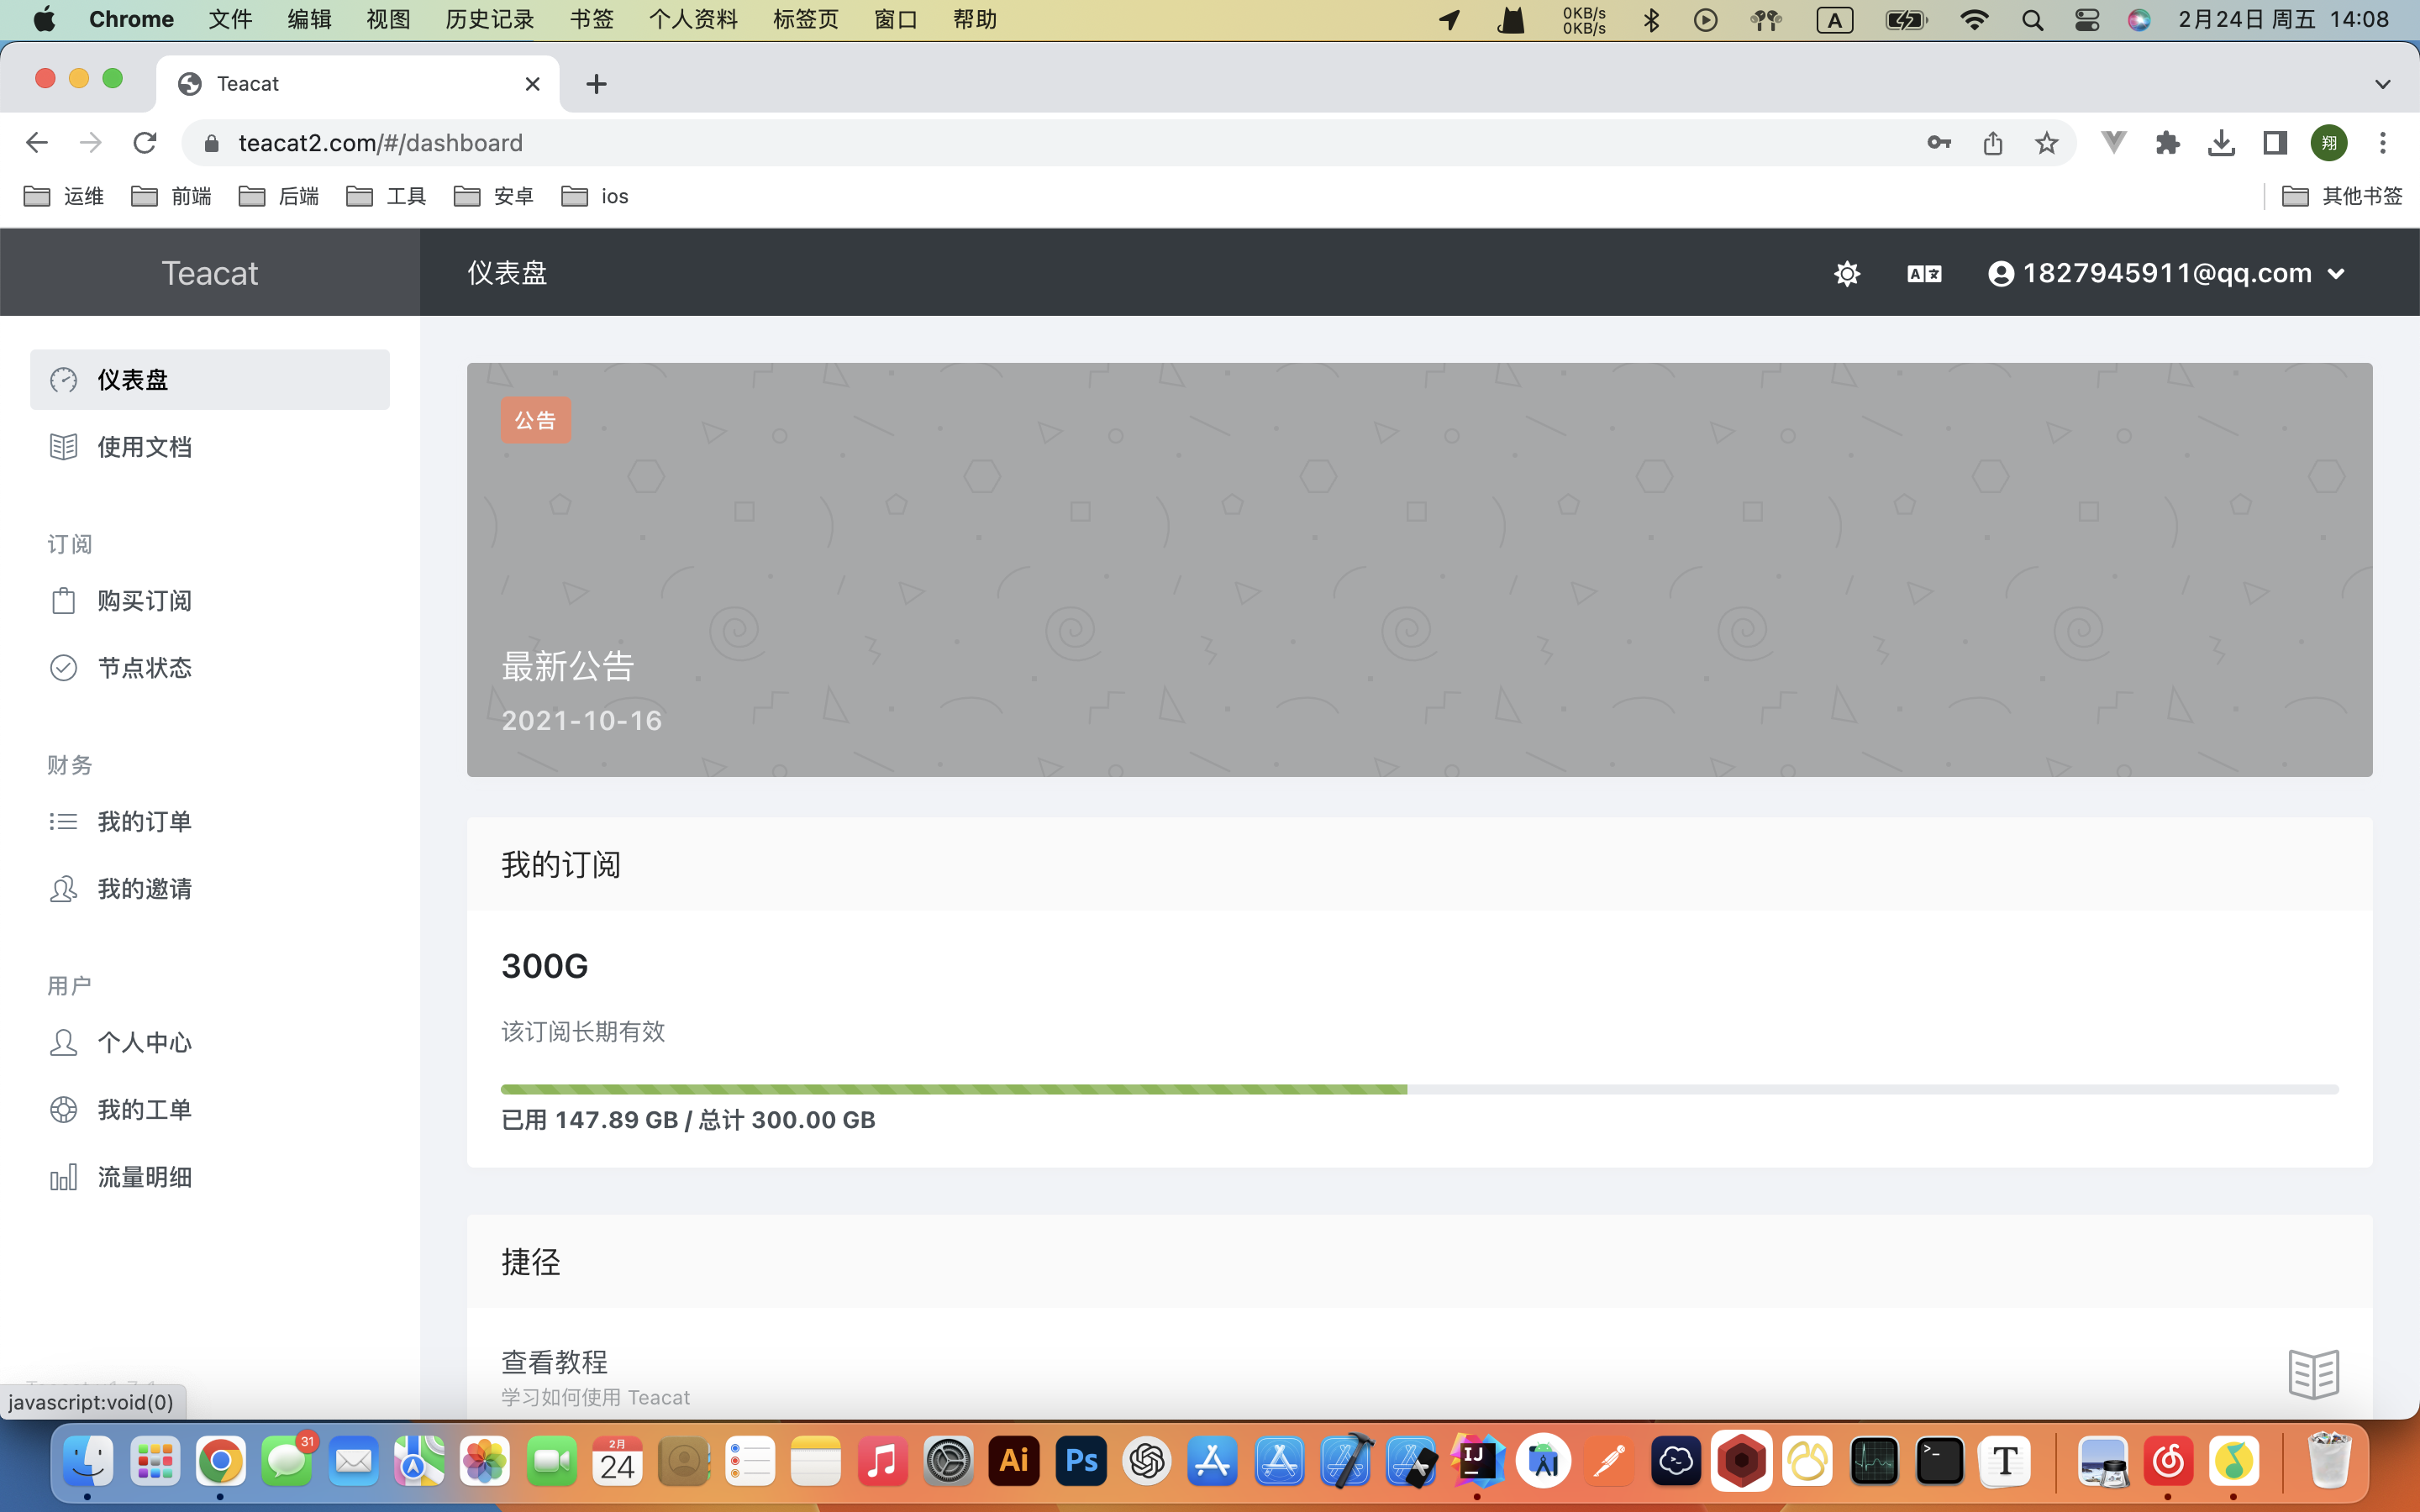 Chrome 文件 编辑 视图 历史记录 书签 个人资料 标签页 窗口 帮助 0KB/s 0KB/s A 2月24日 周五 14:08
Teacat
teacat2.com/#/dashboard 翔
运维 前端 后端 工具 安卓 ios 其他书签
Teacat 仪表盘 1827945911@qq.com
仪表盘
使用文档
订阅
购买订阅
节点状态
财务
我的订单
我的邀请
用户
个人中心
我的工单
流量明细
公告
最新公告
2021-10-16
我的订阅
300G
该订阅长期有效
已用 147.89 GB / 总计 300.00 GB
捷径
查看教程
学习如何使用 Teacat
javascript:void(0)
31
2月
24
Ai
Ps
IJ
T